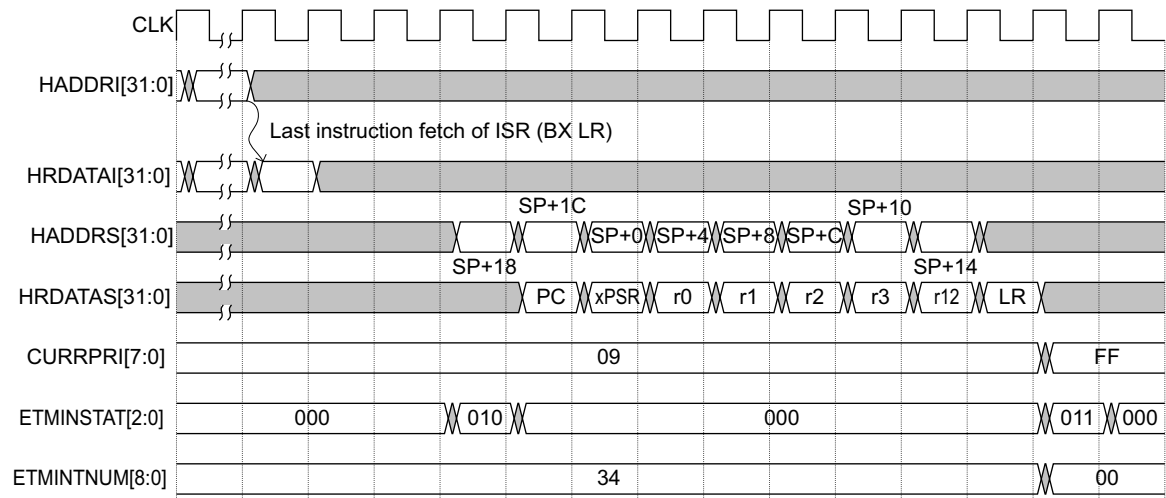 CLK
HADDRI[31:0]
Last instruction fetch of ISR (BX LR)
HRDATAI[31:0]
SP+1C SP+10
HADDRS[31:0] SP+0 SP+4 SP+8 SP+C
SP+18 SP+14
HRDATAS[31:0] PC xPSR r0 r1 r2 r3 r12 LR
CURRPRI[7:0] 09 FF
ETMINSTAT[2:0] 000 010 000 011 000
ETMINTNUM[8:0] 34 00